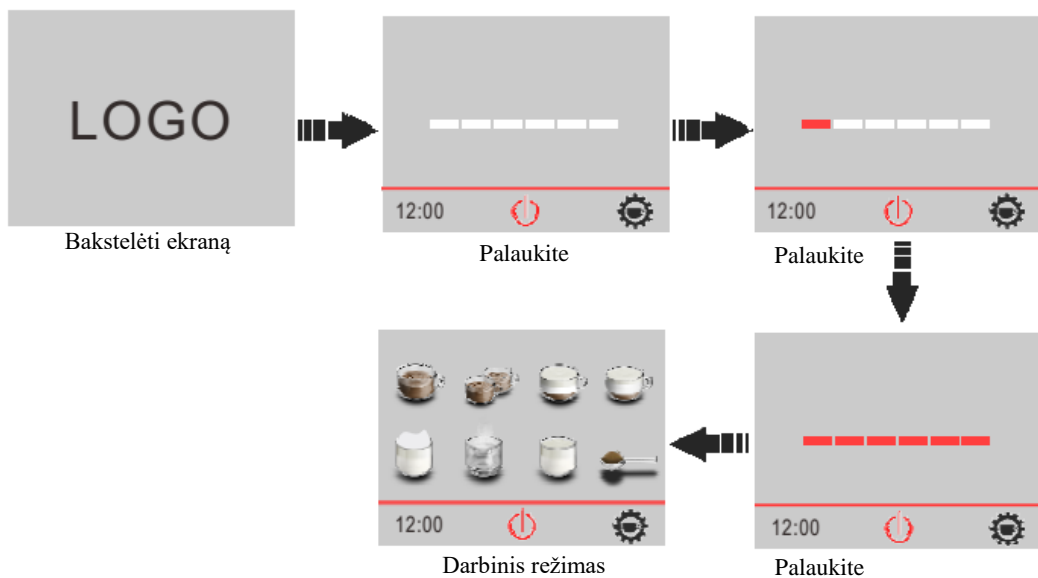 LOGO
Bakstelėti ekraną
12:00
Palaukite
12:00
Palaukite
12:00
Darbinis režimas
12:00
Palaukite